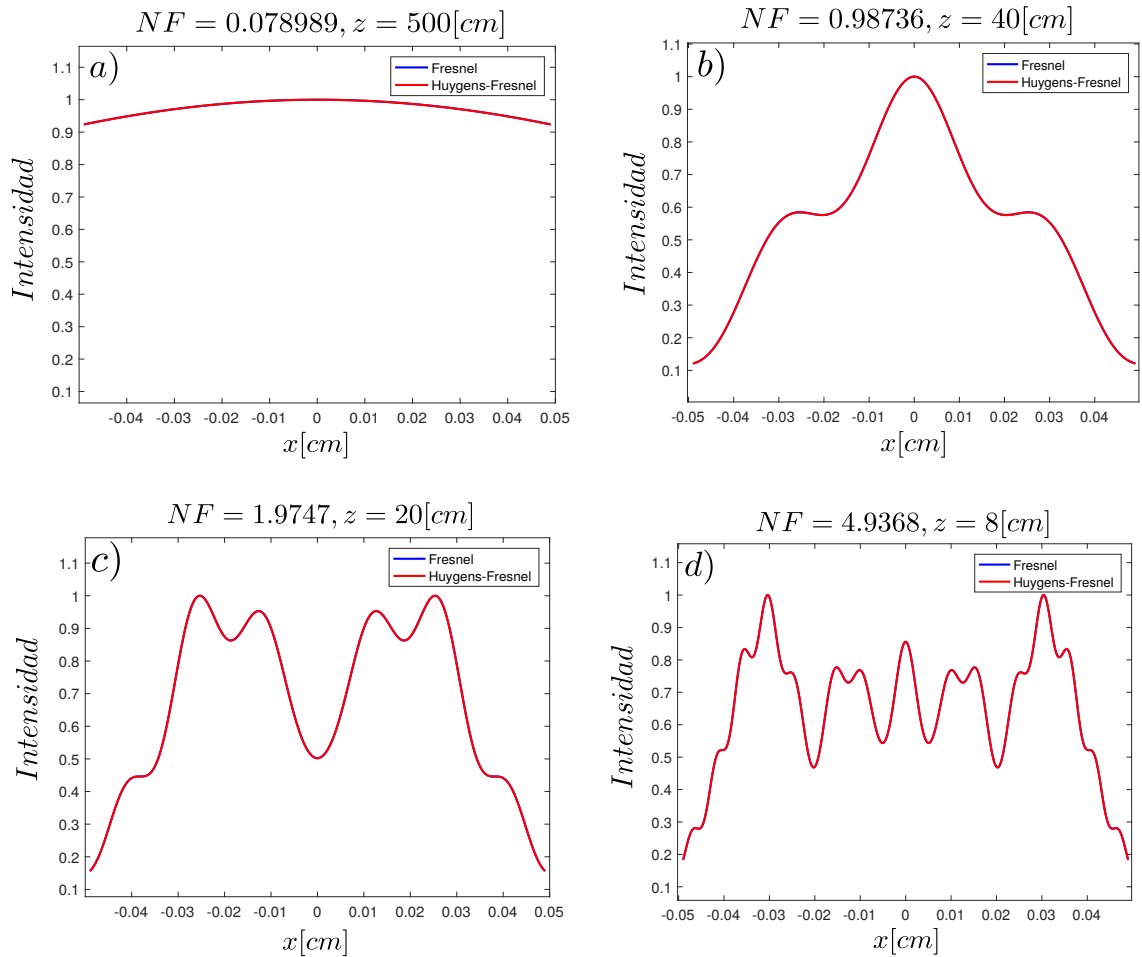 NF = 0.078989, z = 500[cm]
a)
Fresnel
Huygens-Fresnel
1.1
1
0.9
0.8
0.7
0.6
0.5
0.4
0.3
0.2
0.1
Intensidad
-0.04 -0.03 -0.02 -0.01 0 0.01 0.02 0.03 0.04 0.05
x[cm]
NF = 0.98736, z = 40[cm]
b)
Fresnel
Huygens-Fresnel
1.1
1
0.9
0.8
0.7
0.6
0.5
0.4
0.3
0.2
0.1
Intensidad
-0.05 -0.04 -0.03 -0.02 -0.01 0 0.01 0.02 0.03 0.04
x[cm]
NF = 1.9747, z = 20[cm]
c)
Fresnel
Huygens-Fresnel
1.1
1
0.9
0.8
0.7
0.6
0.5
0.4
0.3
0.2
0.1
Intensidad
-0.04 -0.03 -0.02 -0.01 0 0.01 0.02 0.03 0.04 0.05
x[cm]
NF = 4.9368, z = 8[cm]
d)
Fresnel
Huygens-Fresnel
1.1
1
0.9
0.8
0.7
0.6
0.5
0.4
0.3
0.2
0.1
Intensidad
-0.05 -0.04 -0.03 -0.02 -0.01 0 0.01 0.02 0.03 0.04
x[cm]